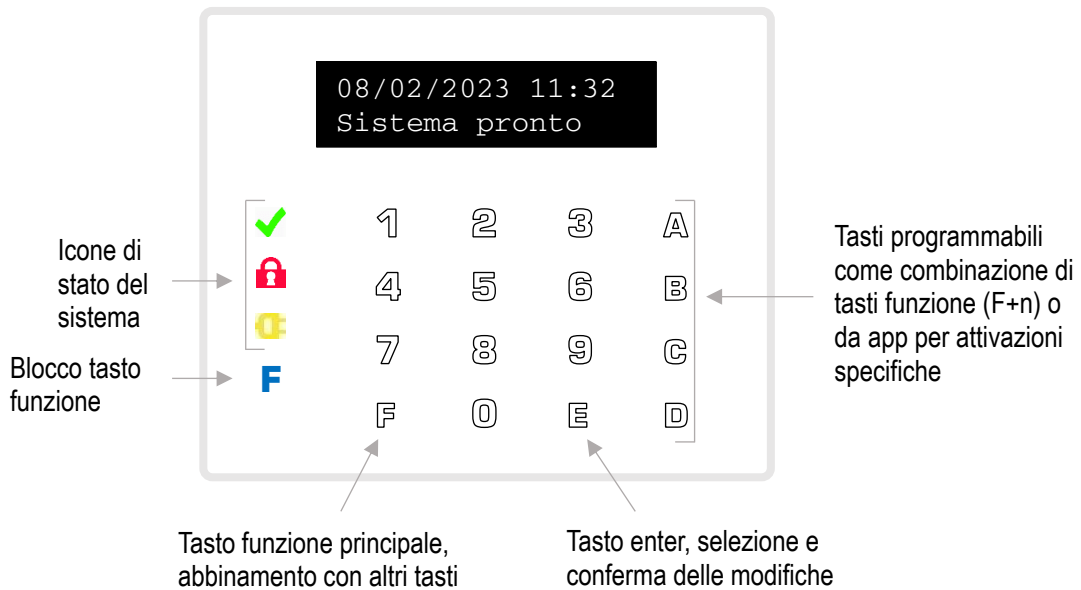 08/02/2023 11:32
Sistema pronto
1 2 3 A
Icone di
stato del
sistema
4 5 6 B
Tasti programmabili
come combinazione di
tasti funzione (F+n) o
da app per attivazioni
specifiche
7 8 9 C
Blocco tasto
funzione
F
F 0 E D
Tasto funzione principale,
abbinamento con altri tasti
Tasto enter, selezione e
conferma delle modifiche